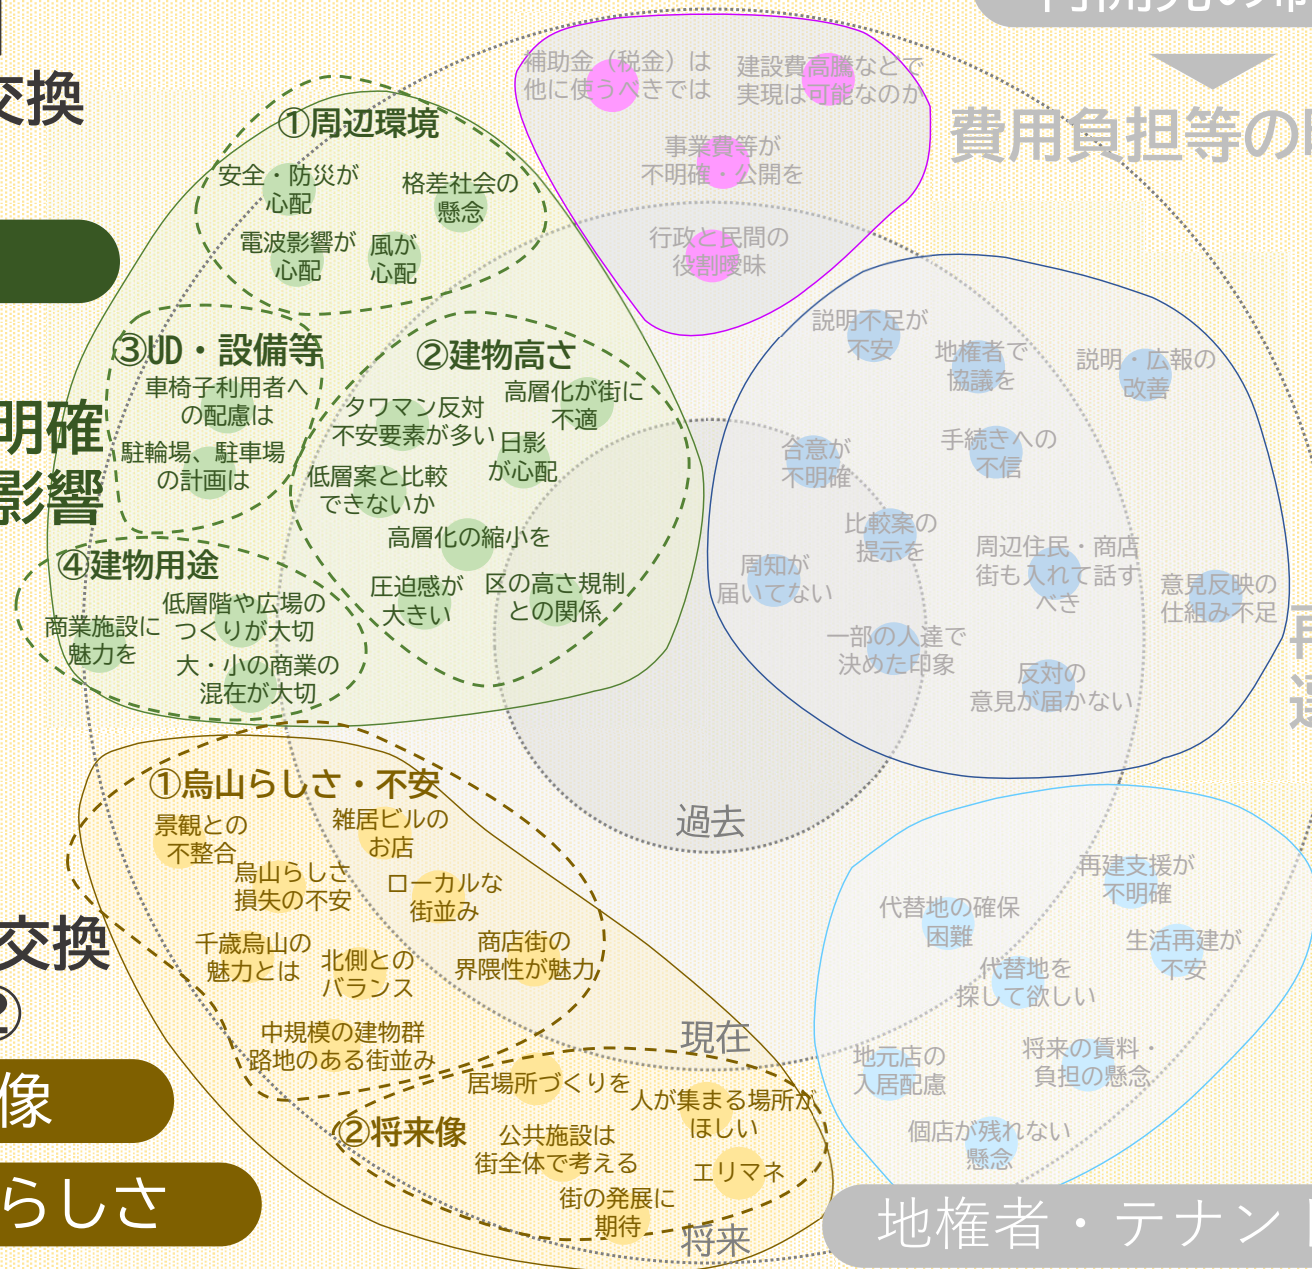 交換
明確
影響
交換
②
像
らしさ
補助金（税金）は
他に使うべきでは
建設費高騰などで
実現は可能なのか
事業費等が
不明確・公開を
行政と民間の
役割曖昧
費用負担等の
①周辺環境
安全・防災が
心配
格差社会の
懸念
電波影響が
心配
風が
心配
③UD・設備等
車椅子利用者へ
の配慮は
駐輪場、駐車場
の計画は
②建物高さ
高層化が街に
不適
タワマン反対
不安要素が多い
日影
が心配
低層案と比較
できないか
高層化の縮小を
圧迫感が
大きい
区の高さ規制
との関係
④建物用途
低層階や広場の
つくりが大切
商業施設に
魅力を
大・小の商業の
混在が大切
説明不足が
不安
地権者で
協議を
説明・広報の
改善
合意が
不明確
手続きへの
不信
比較案の
提示を
周知が
届いてない
周辺住民・商店
街も入れて話す
べき
意見反映の
仕組み不足
一部の人達で
決めた印象
反対の
意見が届かない
過去
現在
将来
①烏山らしさ・不安
景観との
不整合
雑居ビルの
お店
烏山らしさ
損失の不安
ローカルな
街並み
千歳烏山の
魅力とは
北側との
バランス
商店街の
界隈性が魅力
中規模の建物群
路地のある街並み
②将来像
居場所づくりを
人が集まる場所が
ほしい
公共施設は
街全体で考える
エリマネ
街の発展に
期待
再建支援が
不明確
代替地の確保
困難
生活再建が
不安
代替地を
探して欲しい
地元店の
入居配慮
将来の賃料・
負担の懸念
個店が残れない
懸念
地権者・テナント